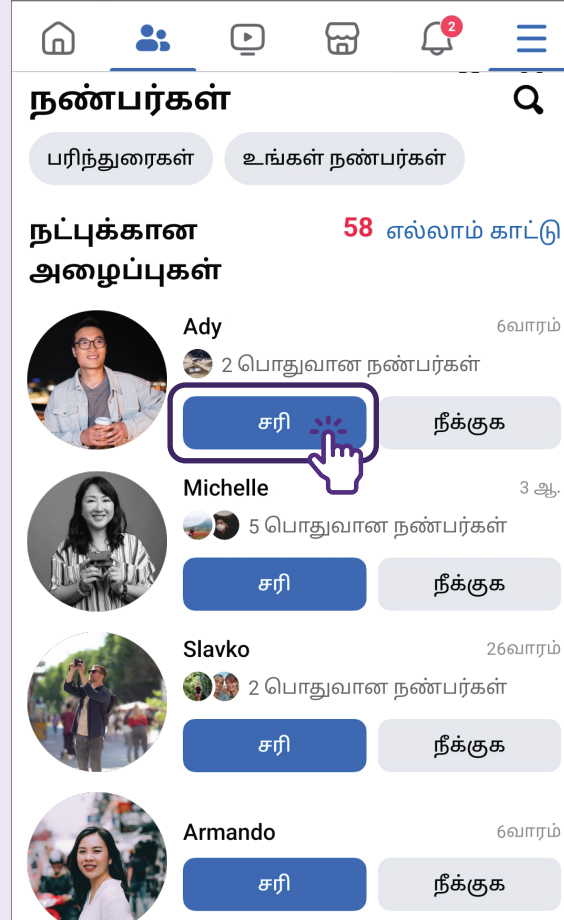 2
நண்பர்கள்
பரிந்துரைகள் உங்கள் நண்பர்கள்
நட்புக்கான 58 எல்லாம் காட்டு
அழைப்புகள்
Ady 6வாரம்
2 பொதுவான நண்பர்கள்
சரி நீக்குக
Michelle 3 ஆ.
5 பொதுவான நண்பர்கள்
சரி நீக்குக
Slavko 26வாரம்
2 பொதுவான நண்பர்கள்
சரி நீக்குக
Armando 6வாரம்
சரி நீக்குக